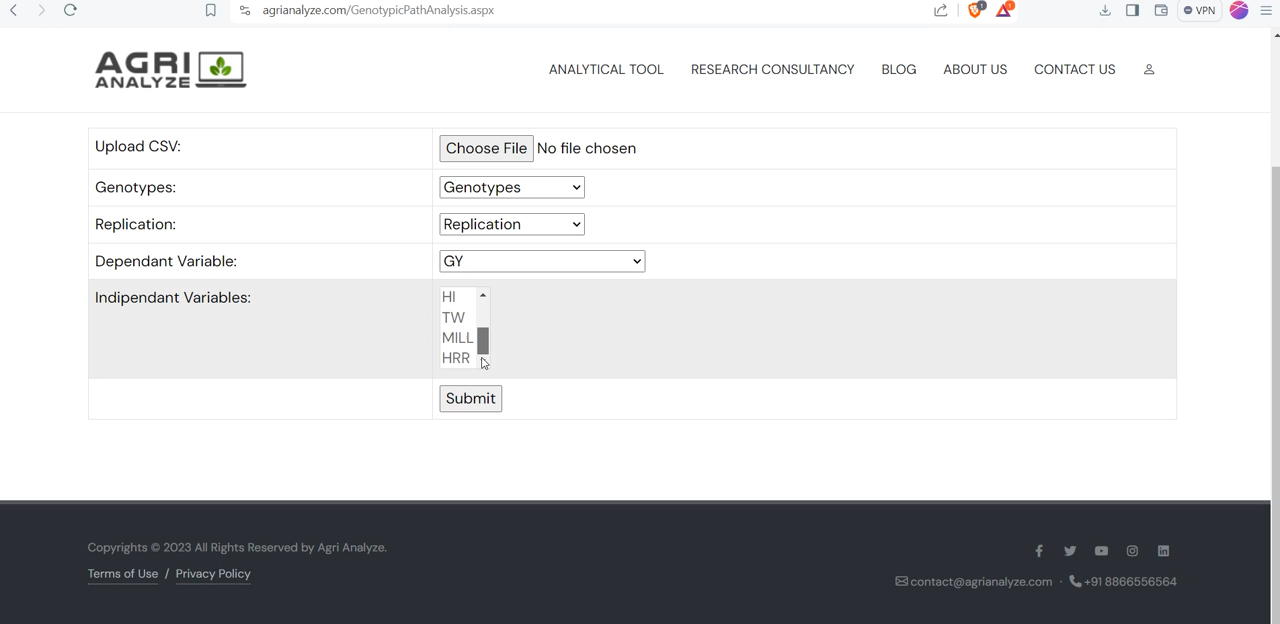 agrianalyze.com/GenotypicPathAnalysis.aspx
1
1
VPN
AGRI
ANALYZE
ANALYTICAL TOOL
RESEARCH CONSULTANCY
BLOG
ABOUT US
CONTACT US
Upload CSV:
Choose File No file chosen
Genotypes:
Genotypes
Replication:
Replication
Dependant Variable:
GY
Indipendant Variables:
HI
TW
MILL
HRR
Submit
Copyrights © 2023 All Rights Reserved by Agri Analyze.
Terms of Use / Privacy Policy
contact@agrianalyze.com · +91 8866556564